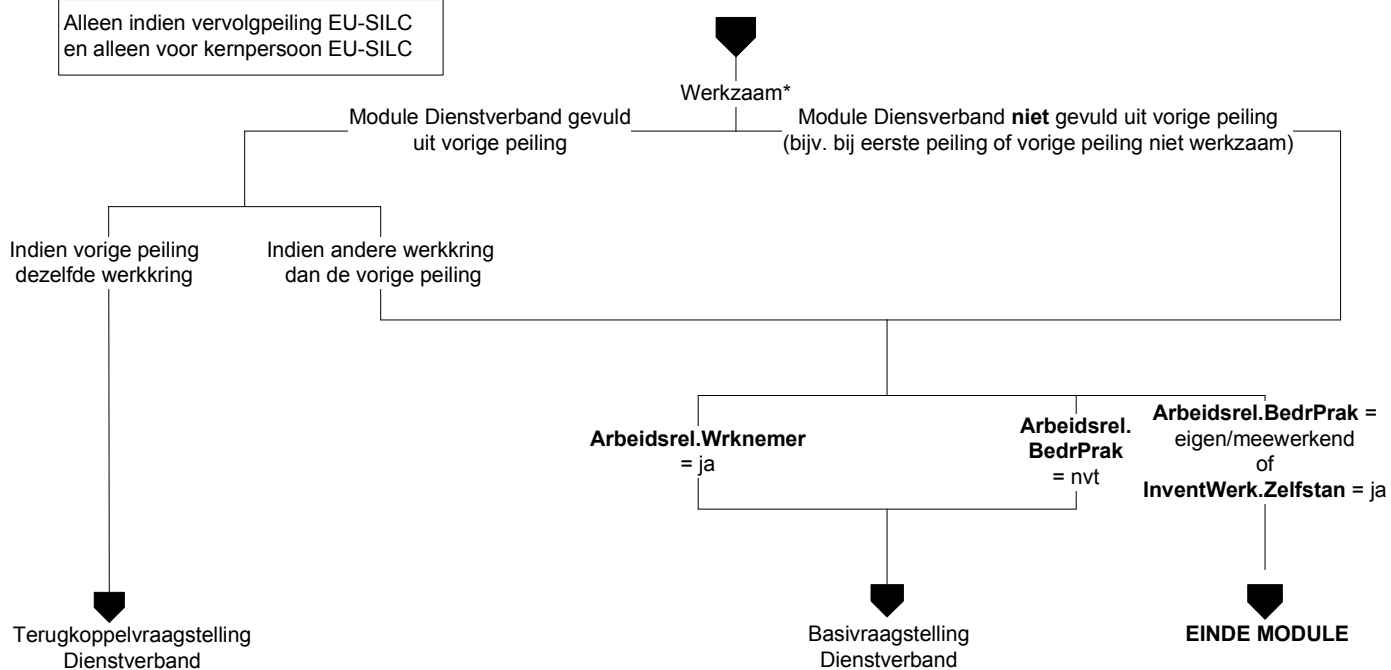 Alleen indien vervolgpeiling EU-SILC
en alleen voor kernpersoon EU-SILC
Werkzaam*
Module Dienstverband gevuld
uit vorige peiling
Module Diensverband niet gevuld uit vorige peiling
(bijv. bij eerste peiling of vorige peiling niet werkzaam)
Indien vorige peiling
dezelfde werkkring
Indien andere werkkring
dan de vorige peiling
Arbeidsrel.Wrknemer
= ja
Arbeidsrel.
BedrPrak
= nvt
Arbeidsrel.BedrPrak =
eigen/meewerkend
of
InventWerk.Zelfstan = ja
Terugkoppelvraagstelling
Dienstverband
Basivraagstelling
Dienstverband
EINDE MODULE